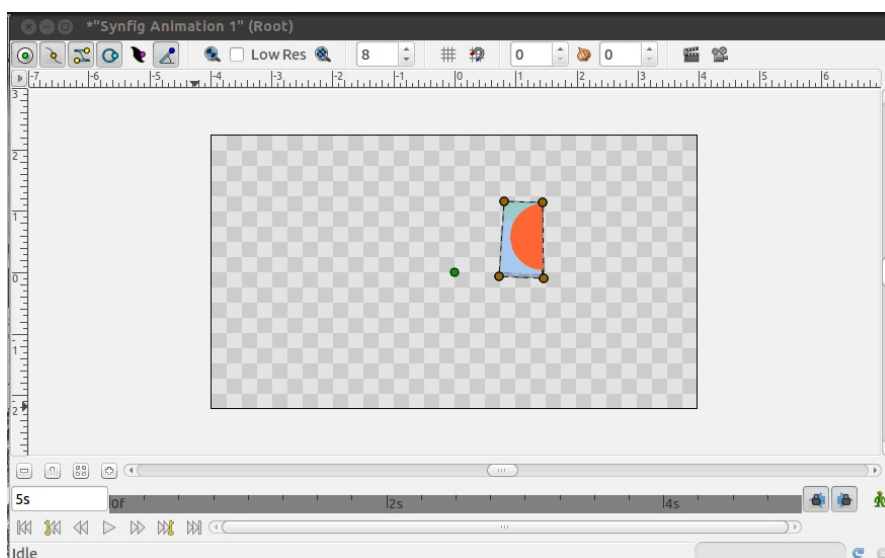 *"Synfig Animation 1" (Root)
Low Res 8 0 0
-7 -6 -5 -4 -3 -2 -1 0 1 2 3 4 5 6
3
2
1
0
-1
-2
5s 0f 2s 4s
Idle